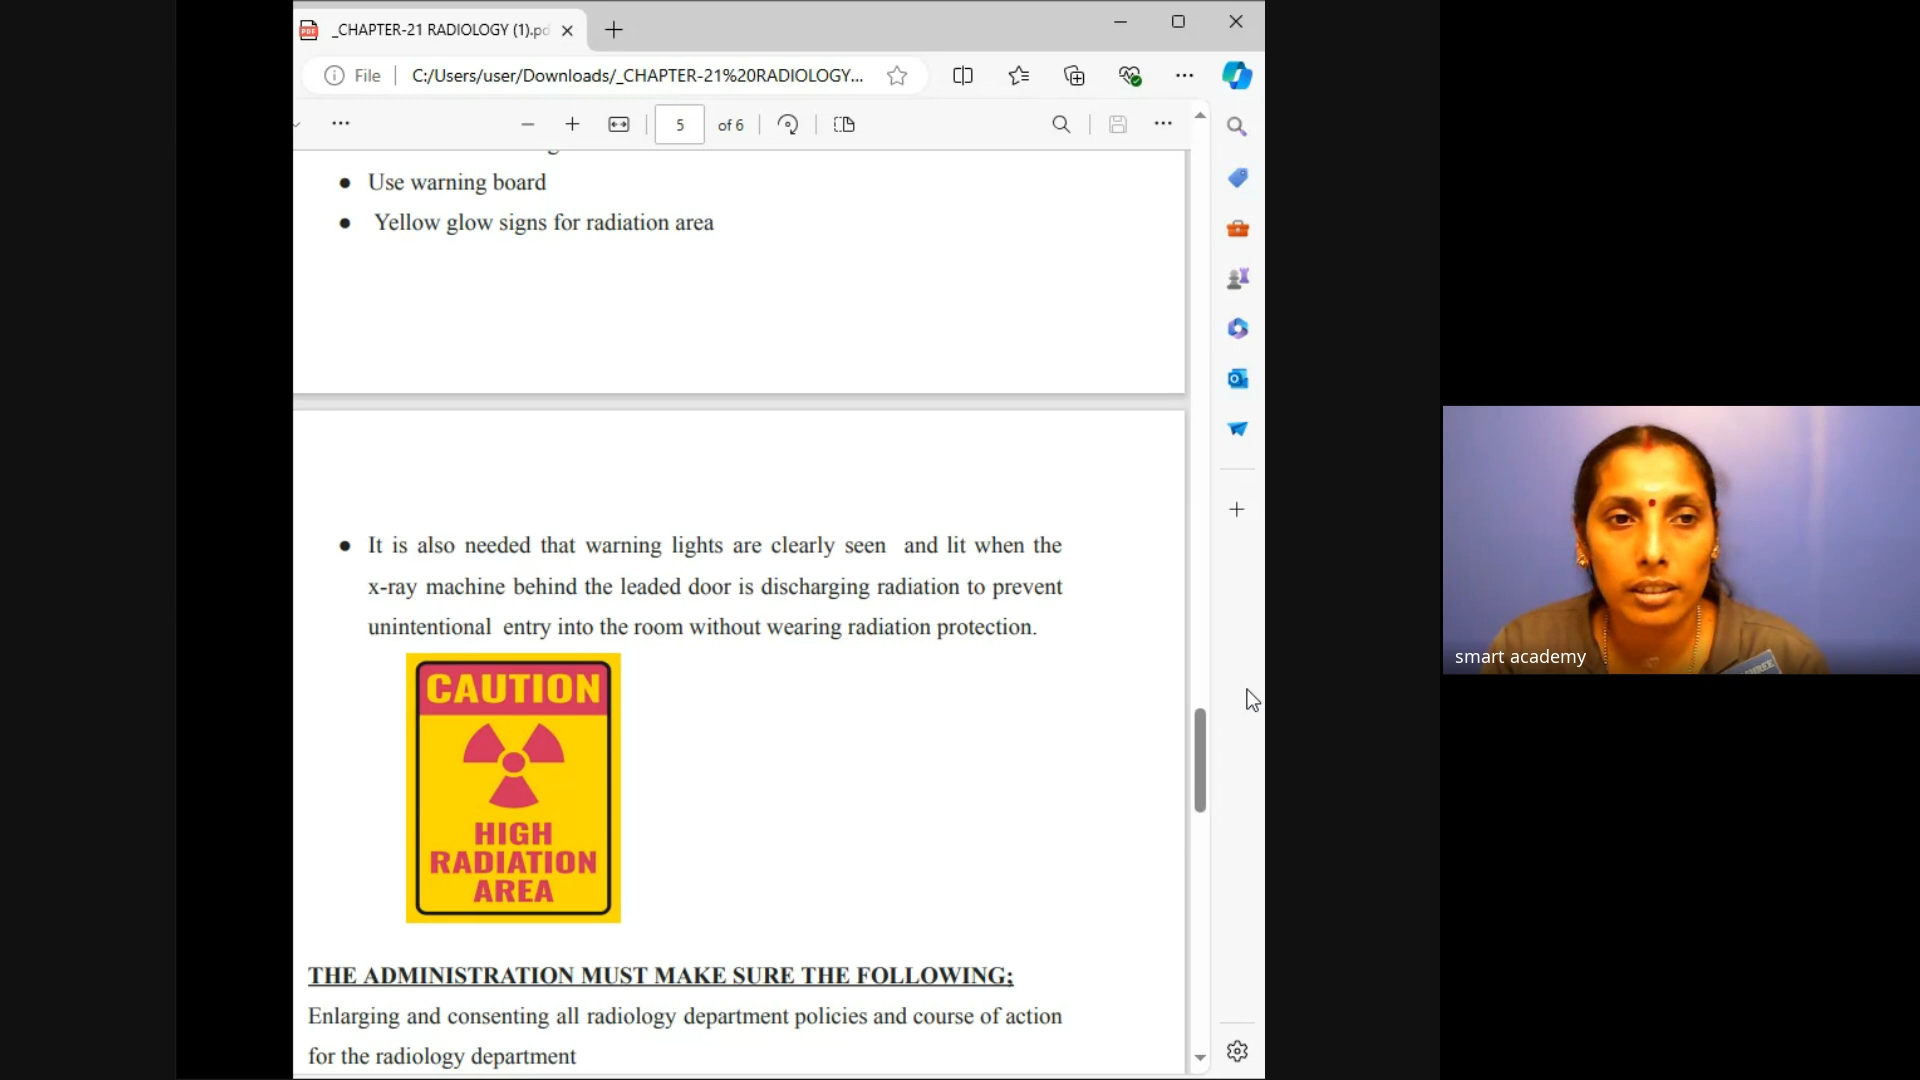 _CHAPTER-21 RADIOLOGY (1).pd
File
C:/Users/user/Downloads/_CHAPTER-21%20RADIOLOGY...
5 of 6
● Use warning board
● Yellow glow signs for radiation area
● It is also needed that warning lights are clearly seen and lit when the
x-ray machine behind the leaded door is discharging radiation to prevent
unintentional entry into the room without wearing radiation protection.
CAUTION
HIGH
RADIATION
AREA
THE ADMINISTRATION MUST MAKE SURE THE FOLLOWING;
Enlarging and consenting all radiology department policies and course of action
for the radiology department
smart academy